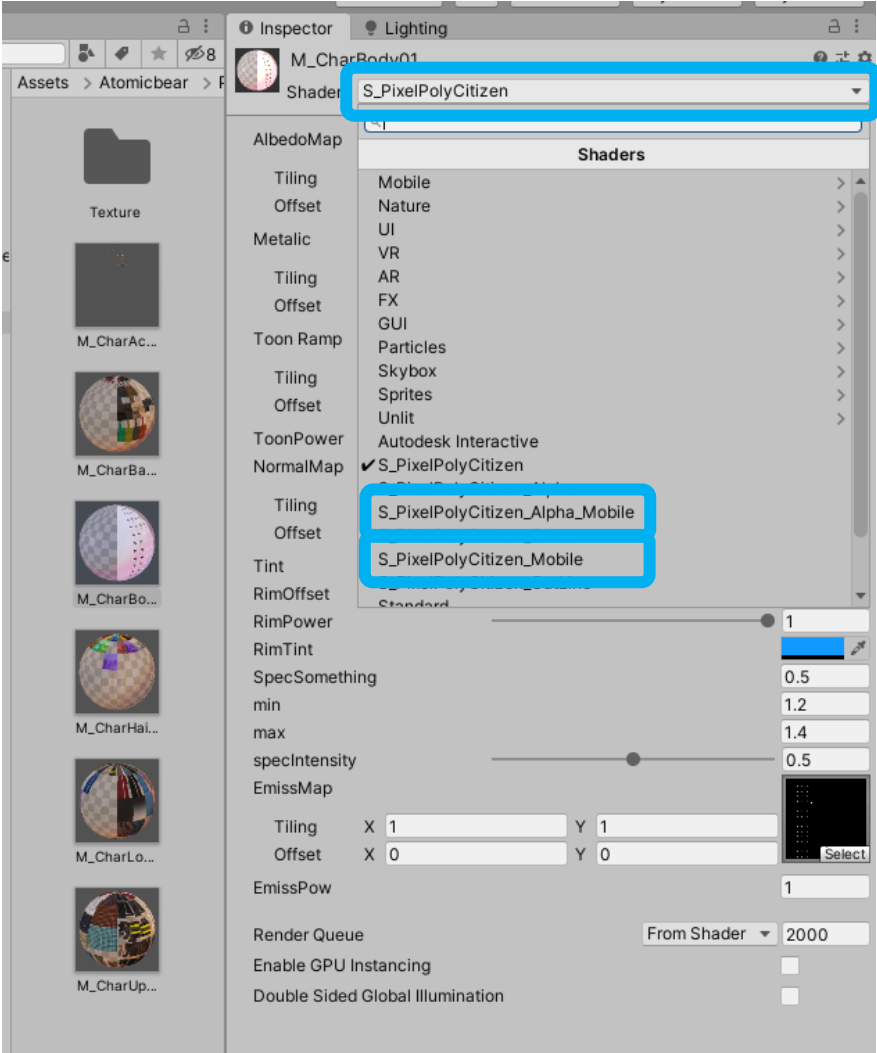 Inspector
Lighting
8
M_CharBody01
Assets > Atomicbear >
Shader
S_PixelPolyCitizen
AlbedoMap
Shaders
Tiling
Mobile
Offset
Nature
Texture
UI
Metalic
VR
Tiling
AR
Offset
FX
GUI
Toon Ramp
Particles
M_CharAc...
Tiling
Skybox
Offset
Sprites
Unlit
ToonPower
Autodesk Interactive
NormalMap
✔S_PixelPolyCitizen
M_CharBa...
Tiling
S_PixelPolyCitizen_Alpha_Mobile
Offset
Tint
S_PixelPolyCitizen_Mobile
RimOffset
Standard
M_CharBo...
RimPower
1
RimTint
SpecSomething
0.5
min
1.2
max
1.4
M_CharHai...
specIntensity
0.5
EmissMap
Tiling X 1 Y 1
Offset X 0 Y 0
Select
M_CharLo...
EmissPow
1
Render Queue
From Shader
2000
Enable GPU Instancing
M_CharUp...
Double Sided Global Illumination